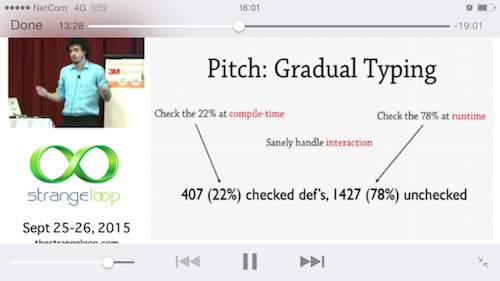 NetCom 4G VPN 16:01
Done 13:28 -19:01
3M
Pitch: Gradual Typing
Check the 22% at compile-time
Check the 78% at runtime
Sanely handle interaction
407 (22%) checked def's, 1427 (78%) unchecked
strangeloop
Sept 25-26, 2015
thestrangeloop.com